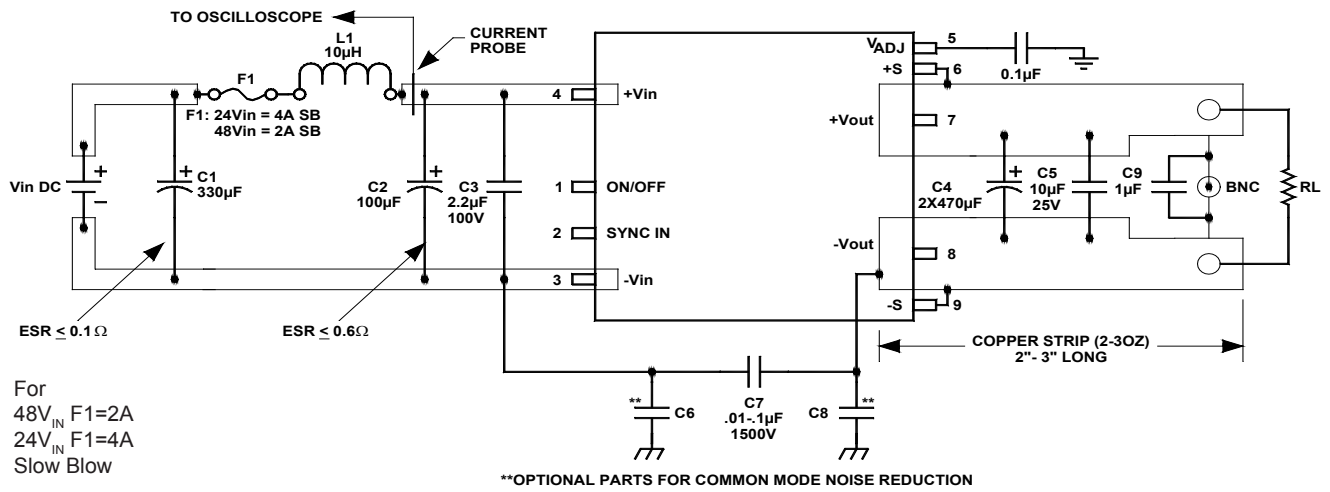 TO OSCILLOSCOPE
CURRENT
PROBE
L1
10μH
F1
F1: 24Vin = 4A SB
48Vin = 2A SB
Vin DC
+
−
+
C1
330μF
+
C2
100μF
C3
2.2μF
100V
4
+Vin
1
ON/OFF
2
SYNC IN
3
-Vin
VADJ
5
0.1μF
+S
6
+Vout
7
-Vout
8
-S
9
C4
2X470μF
+
C5
10μF
25V
C9
1μF
BNC
RL
ESR ≤ 0.1Ω
ESR ≤ 0.6Ω
COPPER STRIP (2-3OZ)
2"- 3" LONG
** C6
C7
.01-.1μF
1500V
C8 **
For
48VIN F1=2A
24VIN F1=4A
Slow Blow
**OPTIONAL PARTS FOR COMMON MODE NOISE REDUCTION